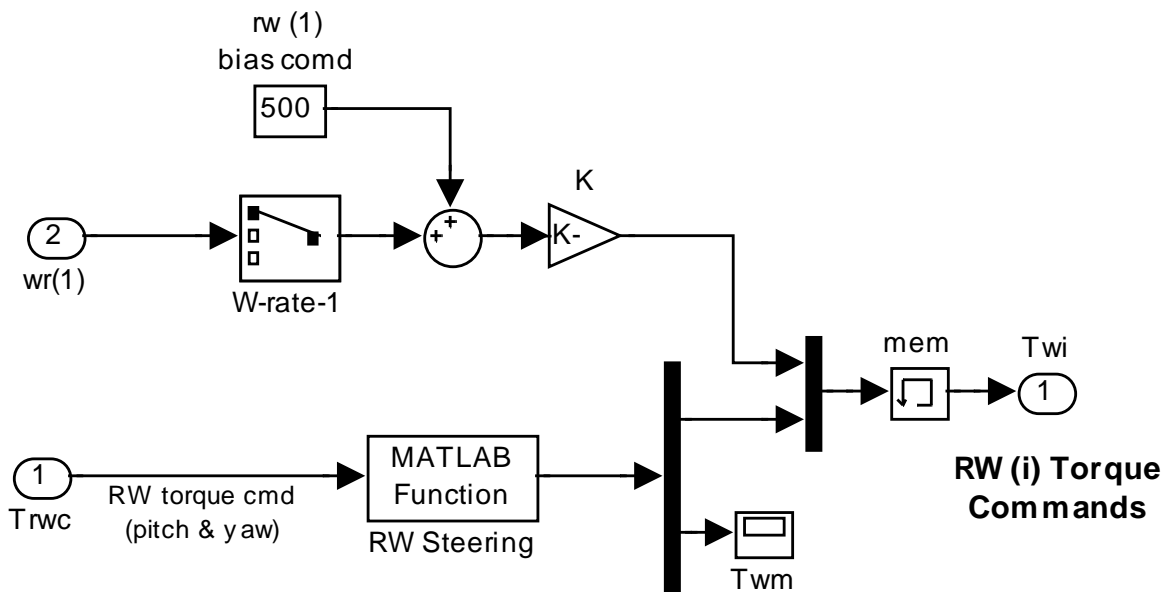 rw (1)
bias comd
500
K
2
+
+
K-
wr(1)
W-rate-1
mem
Twi
1
1
MATLAB
Function
RW (i) Torque
Commands
RW torque cmd
(pitch & yaw)
Trwc
RW Steering
Twm